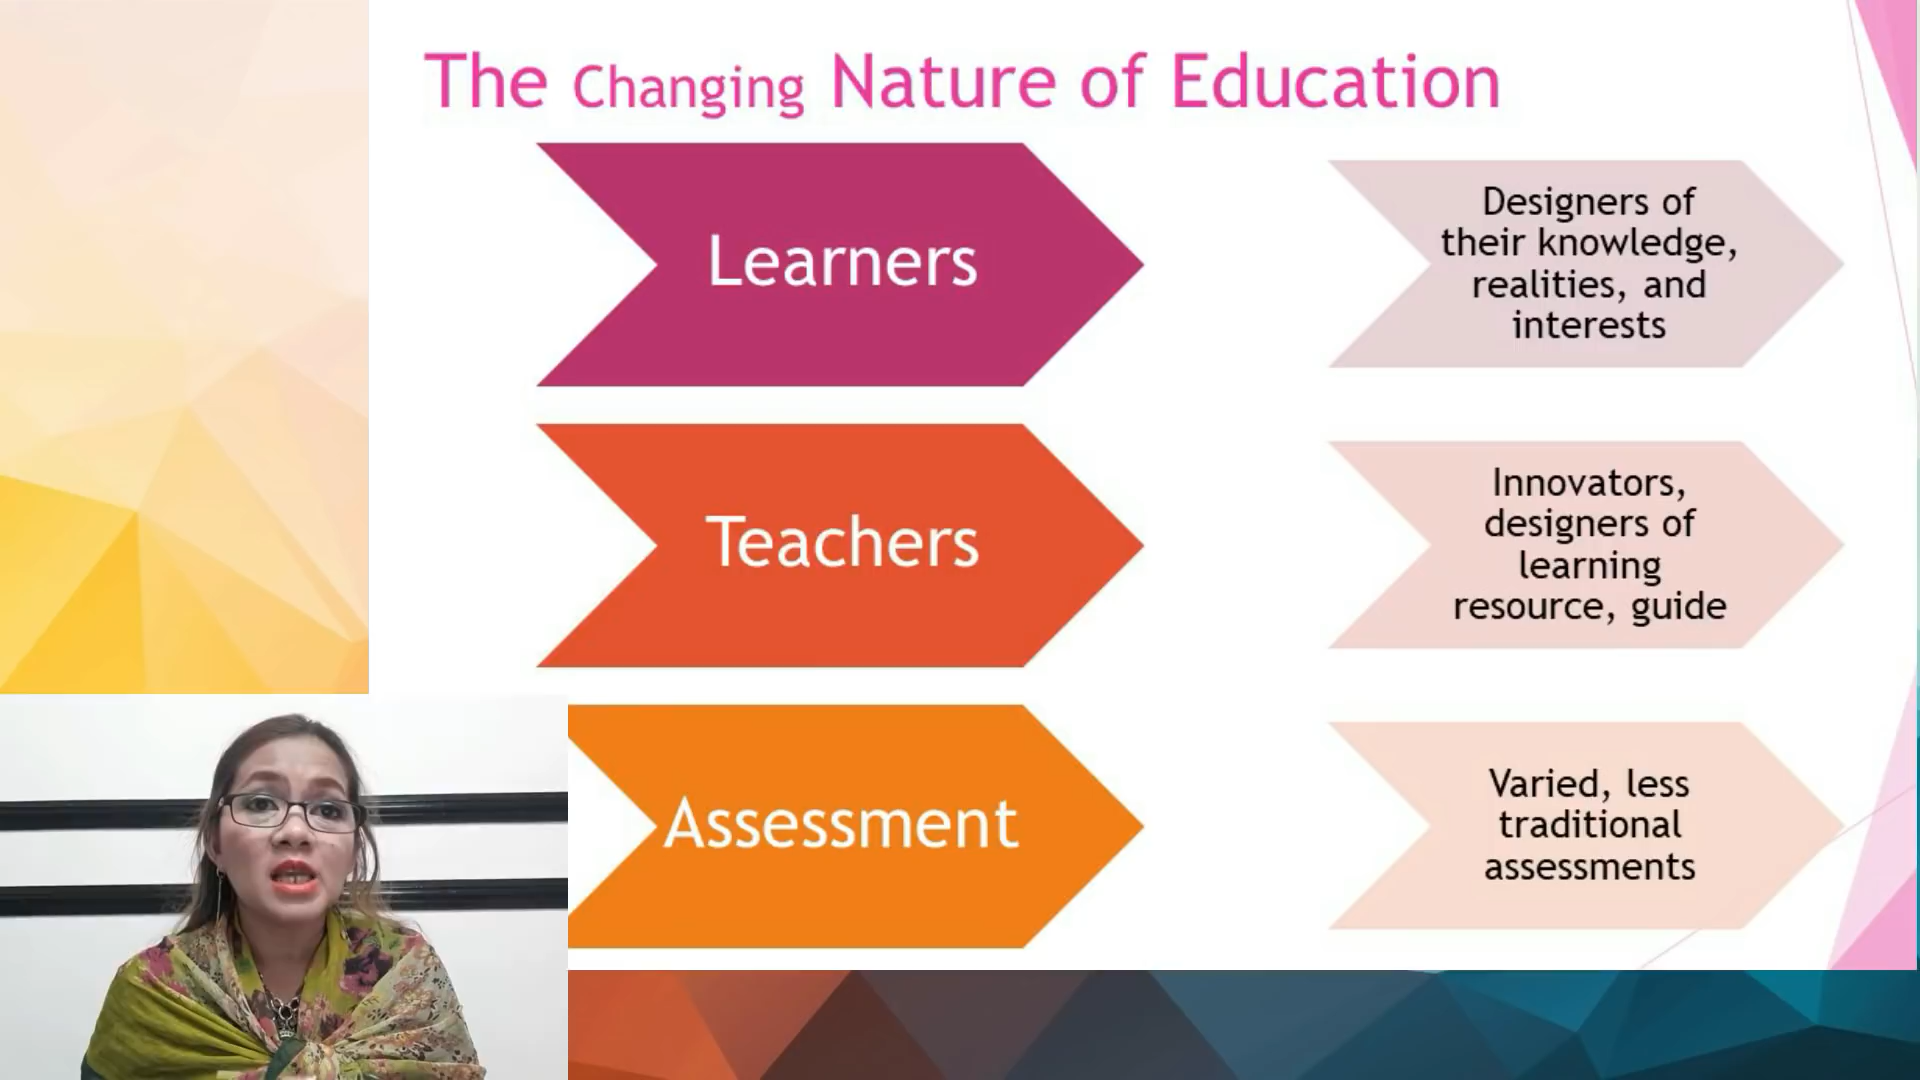 The Changing Nature of Education
Learners
Designers of
their knowledge,
realities, and
interests
Teachers
Innovators,
designers of
learning
resource, guide
Assessment
Varied, less
traditional
assessments